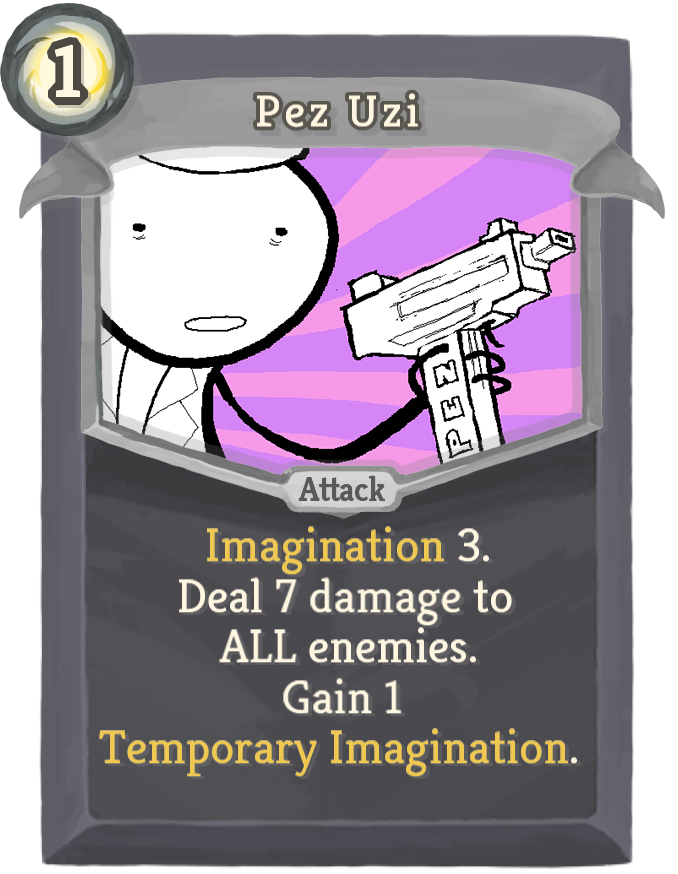 1
Pez Uzi
PEZ
Attack
Imagination 3.
Deal 7 damage to
ALL enemies.
Gain 1
Temporary Imagination.